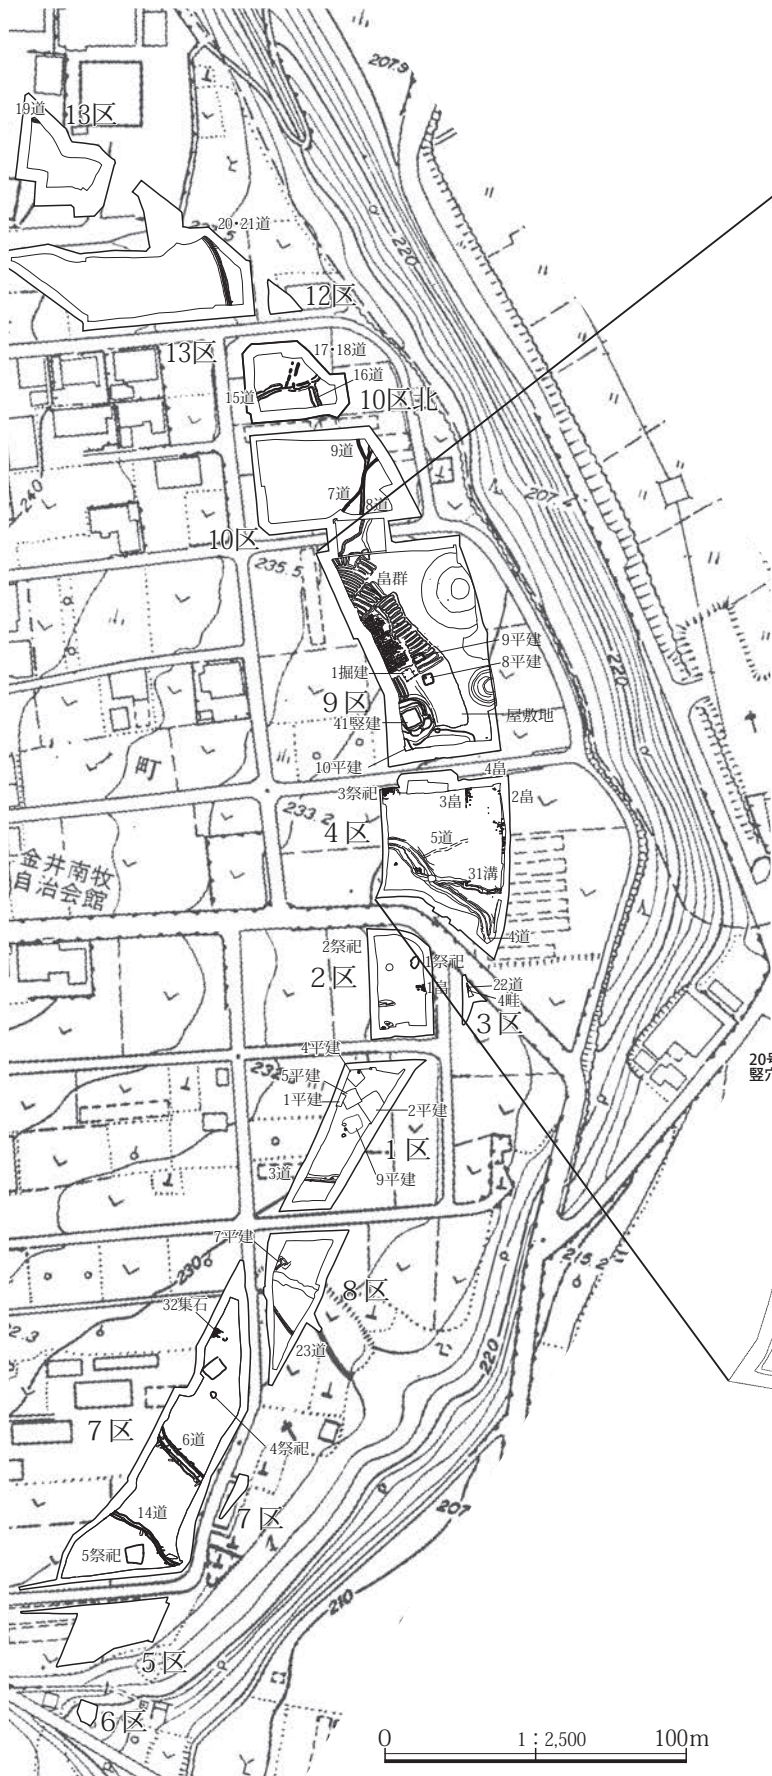 207.9
19道
13区
20・21道
220
12区
17・18道
13区
16道
15道
10区北
240
9道
207.4
7道
8道
10区
235.5
畠群
9平建
1掘建
8平建
220
9区
屋敷地
41竪建
町
10平建
4畠
3祭祀
3畠
2畠
233.2
4区
5道
金井南牧
自治会館
31溝
4道
2祭祀
1祭祀
2区
22道
1畠
4畦
3区
4平建
20号
竪穴
5平建
1平建
2平建
1区
3道
9平建
7平建
215.2
230
8区
32集石
220
23道
7区
6道
4祭祀
207
14道
7区
5祭祀
210
5区
6区
0
1：2,500
100m